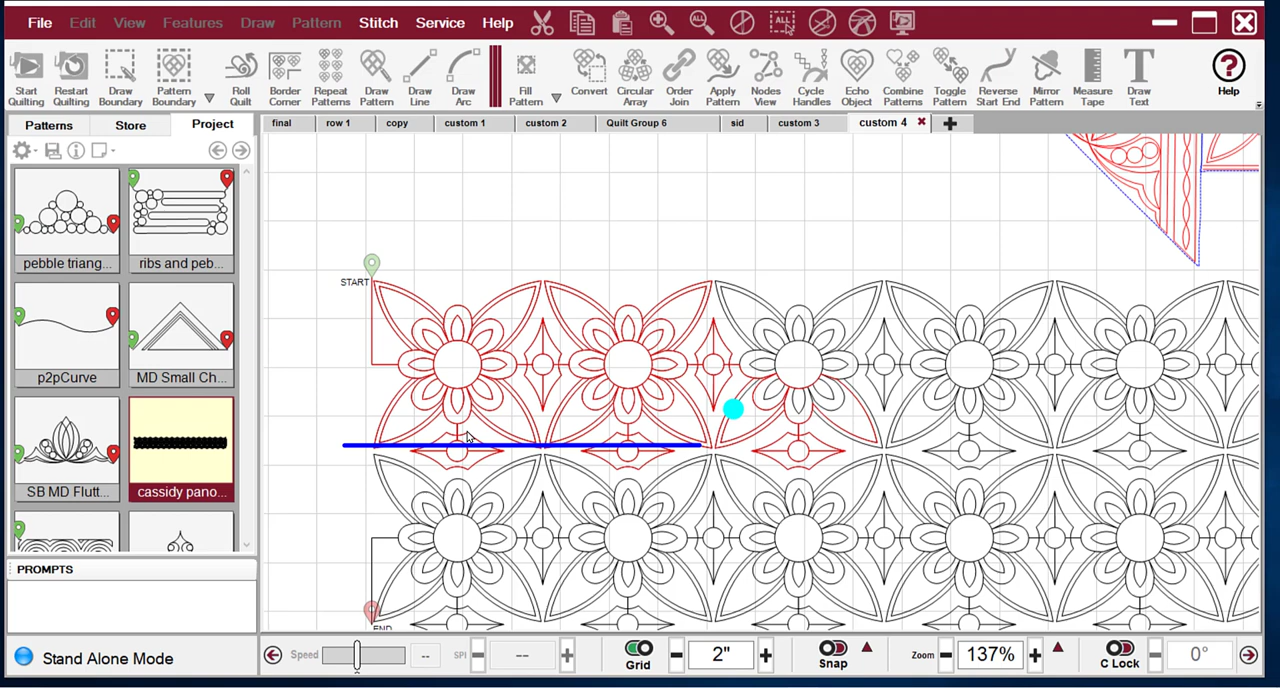 File Edit View Features Draw Pattern Stitch Service Help
ALL ALL
Start Quilting Restart Quilting Draw Boundary Pattern Boundary Roll Quilt Border Corner Repeat Patterns Draw Pattern Draw Line Draw Arc Fill Pattern Convert Circular Array Order Join Apply Pattern Nodes View Cycle Handles Echo Object Combine Patterns Toggle Pattern Reverse Start End Mirror Pattern Measure Tape Draw Text Help
Patterns Store Project
final row 1 copy custom 1 custom 2 Quilt Group 6 sid custom 3 custom 4
pebble triang... ribs and peb...
START
p2pCurve MD Small Ch...
SB MD Flutt... cassidy pano...
PROMPTS
END
Stand Alone Mode
Speed -- SPI -- Grid 2" Snap Zoom 137% C Lock 0°